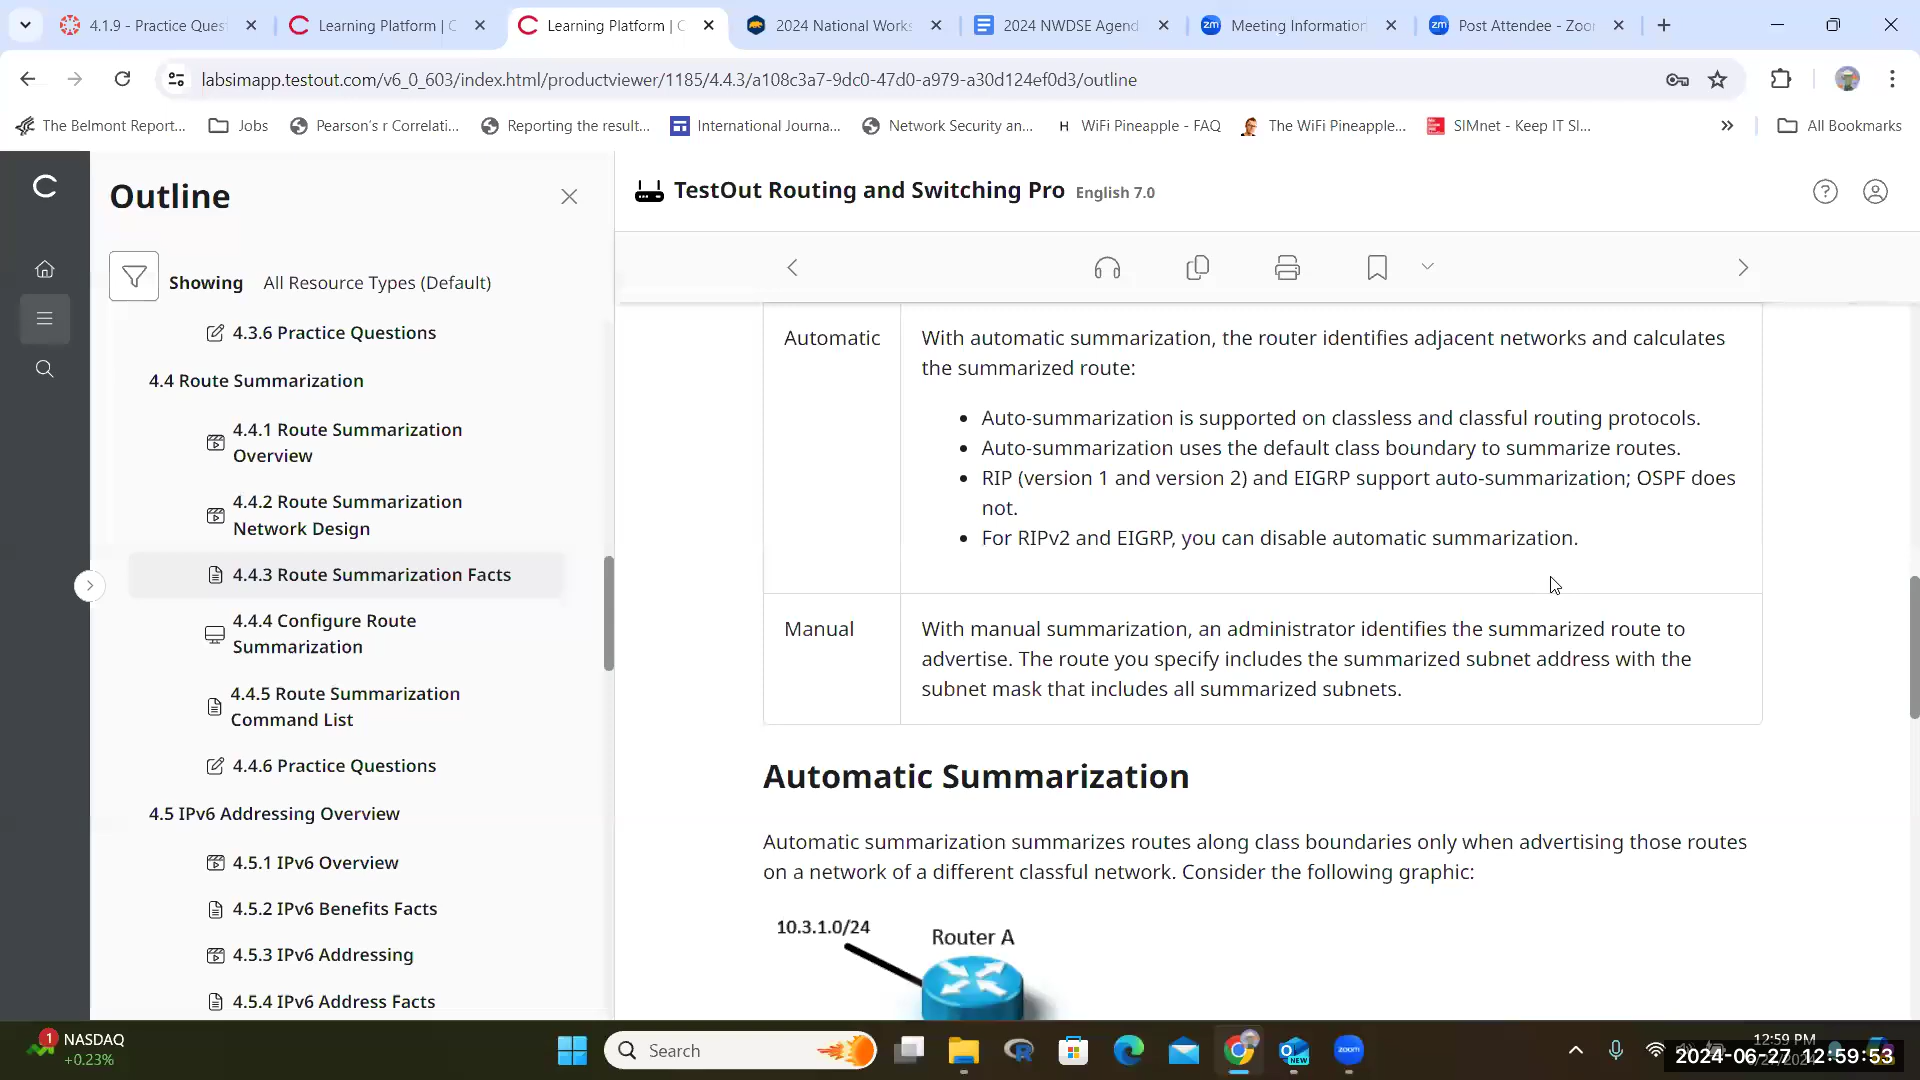 4.1.9 - Practice Quest
Learning Platform | C
Learning Platform | C
2024 National Works
2024 NWDSE Agend
Meeting Information
Post Attendee - Zoo
labsimapp.testout.com/v6_0_603/index.html/productviewer/1185/4.4.3/a108c3a7-9dc0-47d0-a979-a30d124ef0d3/outline
The Belmont Report...
Jobs
Pearson's r Correlati...
Reporting the result...
International Journa...
Network Security an...
H WiFi Pineapple - FAQ
The WiFi Pineapple...
SIMnet - Keep IT SI...
All Bookmarks
Outline
Showing All Resource Types (Default)
4.3.6 Practice Questions
4.4 Route Summarization
4.4.1 Route Summarization
Overview
4.4.2 Route Summarization
Network Design
4.4.3 Route Summarization Facts
4.4.4 Configure Route
Summarization
4.4.5 Route Summarization
Command List
4.4.6 Practice Questions
4.5 IPv6 Addressing Overview
4.5.1 IPv6 Overview
4.5.2 IPv6 Benefits Facts
4.5.3 IPv6 Addressing
4.5.4 IPv6 Address Facts
TestOut Routing and Switching Pro English 7.0
Automatic
With automatic summarization, the router identifies adjacent networks and calculates
the summarized route:
• Auto-summarization is supported on classless and classful routing protocols.
• Auto-summarization uses the default class boundary to summarize routes.
• RIP (version 1 and version 2) and EIGRP support auto-summarization; OSPF does
not.
• For RIPv2 and EIGRP, you can disable automatic summarization.
Manual
With manual summarization, an administrator identifies the summarized route to
advertise. The route you specify includes the summarized subnet address with the
subnet mask that includes all summarized subnets.
Automatic Summarization
Automatic summarization summarizes routes along class boundaries only when advertising those routes
on a network of a different classful network. Consider the following graphic:
10.3.1.0/24
Router A
1
NASDAQ
+0.23%
Search
NEW
zoom
12:59 PM
2024-06-27 12:59:53